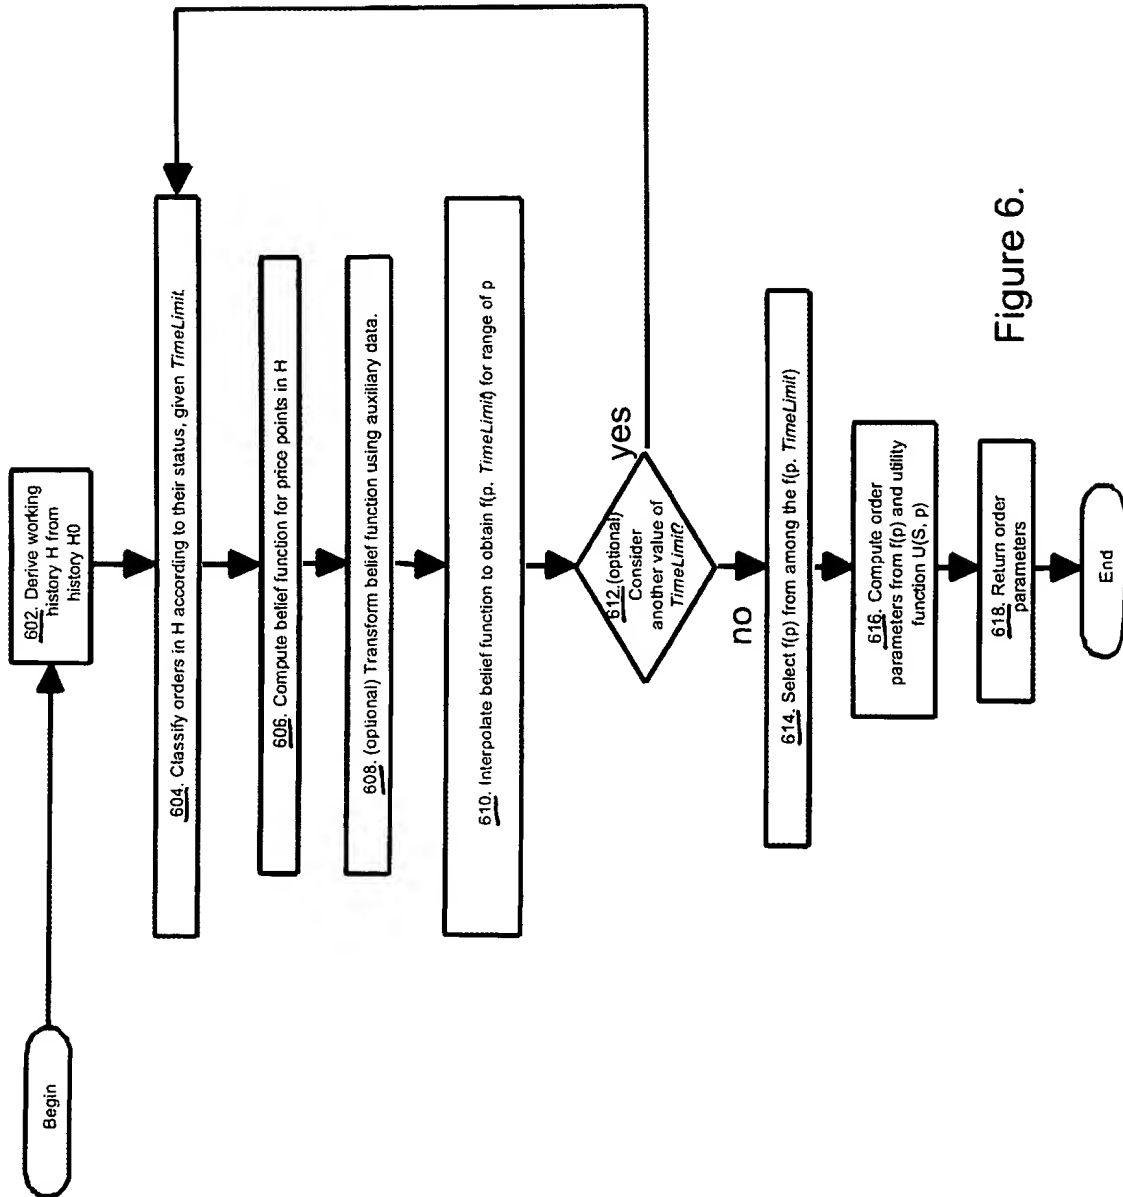 Begin
602. Derive working
history H from
history H0
604. Classify orders in H according to their status, given TimeLimit.
606. Compute belief function for price points in H
608. (optional) Transform belief function using auxiliary data.
610. Interpolate belief function to obtain f(p, TimeLimit) for range of p
612.(optional)
Consider
another value of
TimeLimit?
yes
no
614. Select f(p) from among the f(p, TimeLimit)
616. Compute order
parameters from f(p) and utility
function U(S, p)
618. Return order
parameters
End
Figure 6.